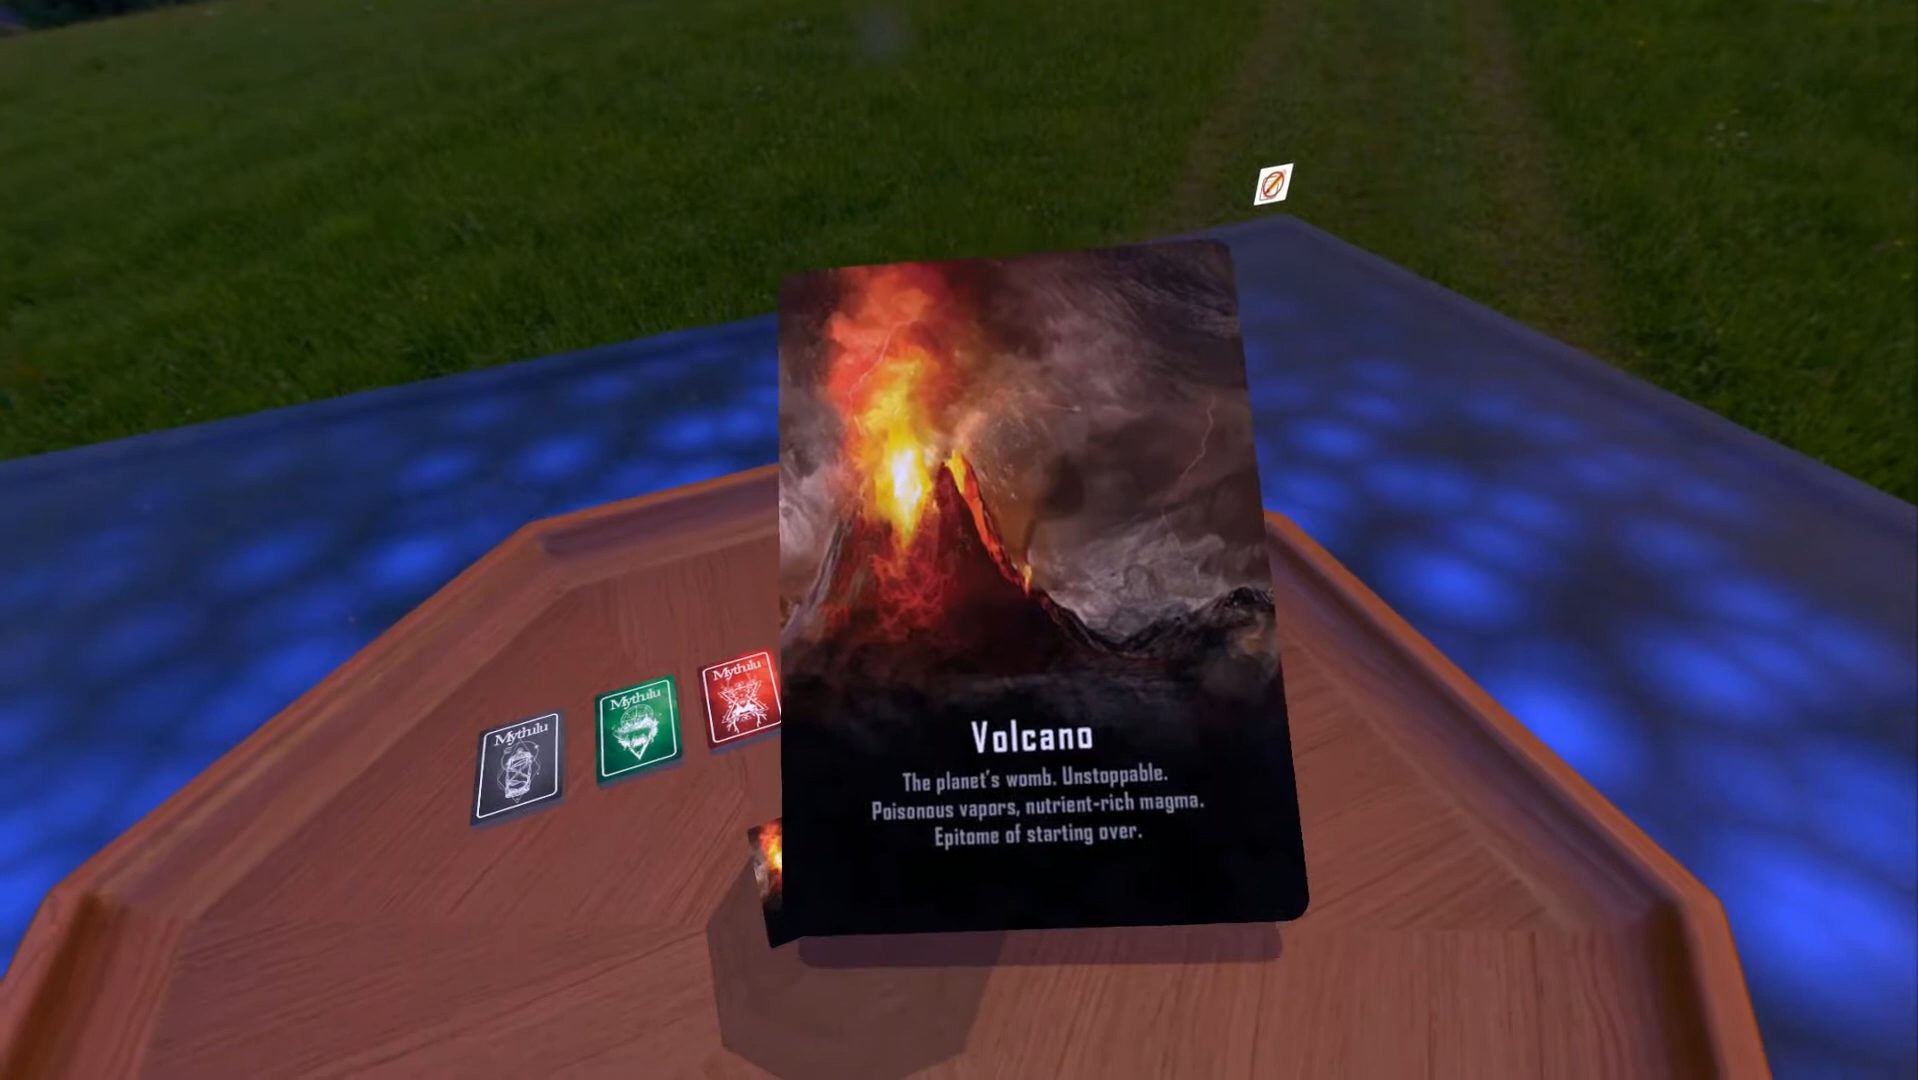 Mythulu
Mythulu
Mythulu
Volcano
The planet's womb. Unstoppable.
Poisonous vapors, nutrient-rich magma.
Epitome of starting over.